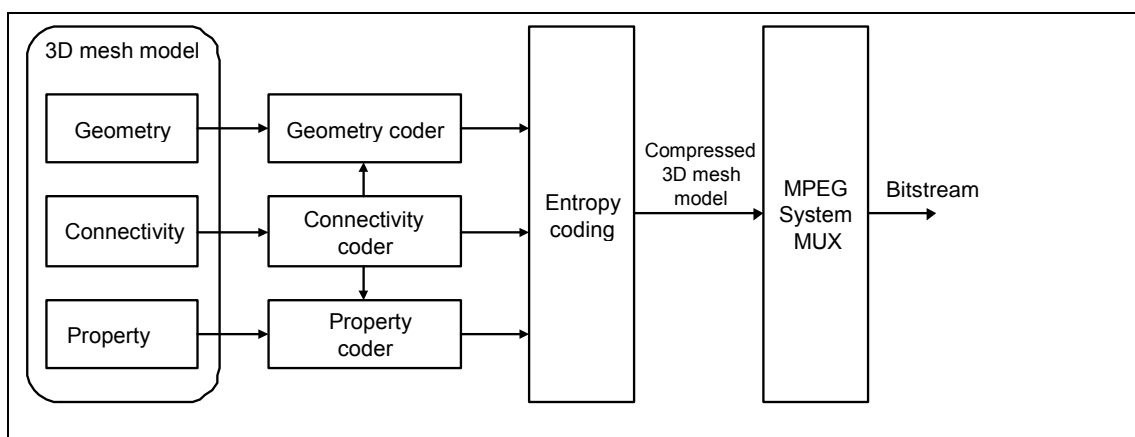 3D mesh model
Geometry
Geometry coder
Connectivity
Connectivity
coder
Property
Property
coder
Entropy
coding
Compressed
3D mesh
model
MPEG
System
MUX
Bitstream